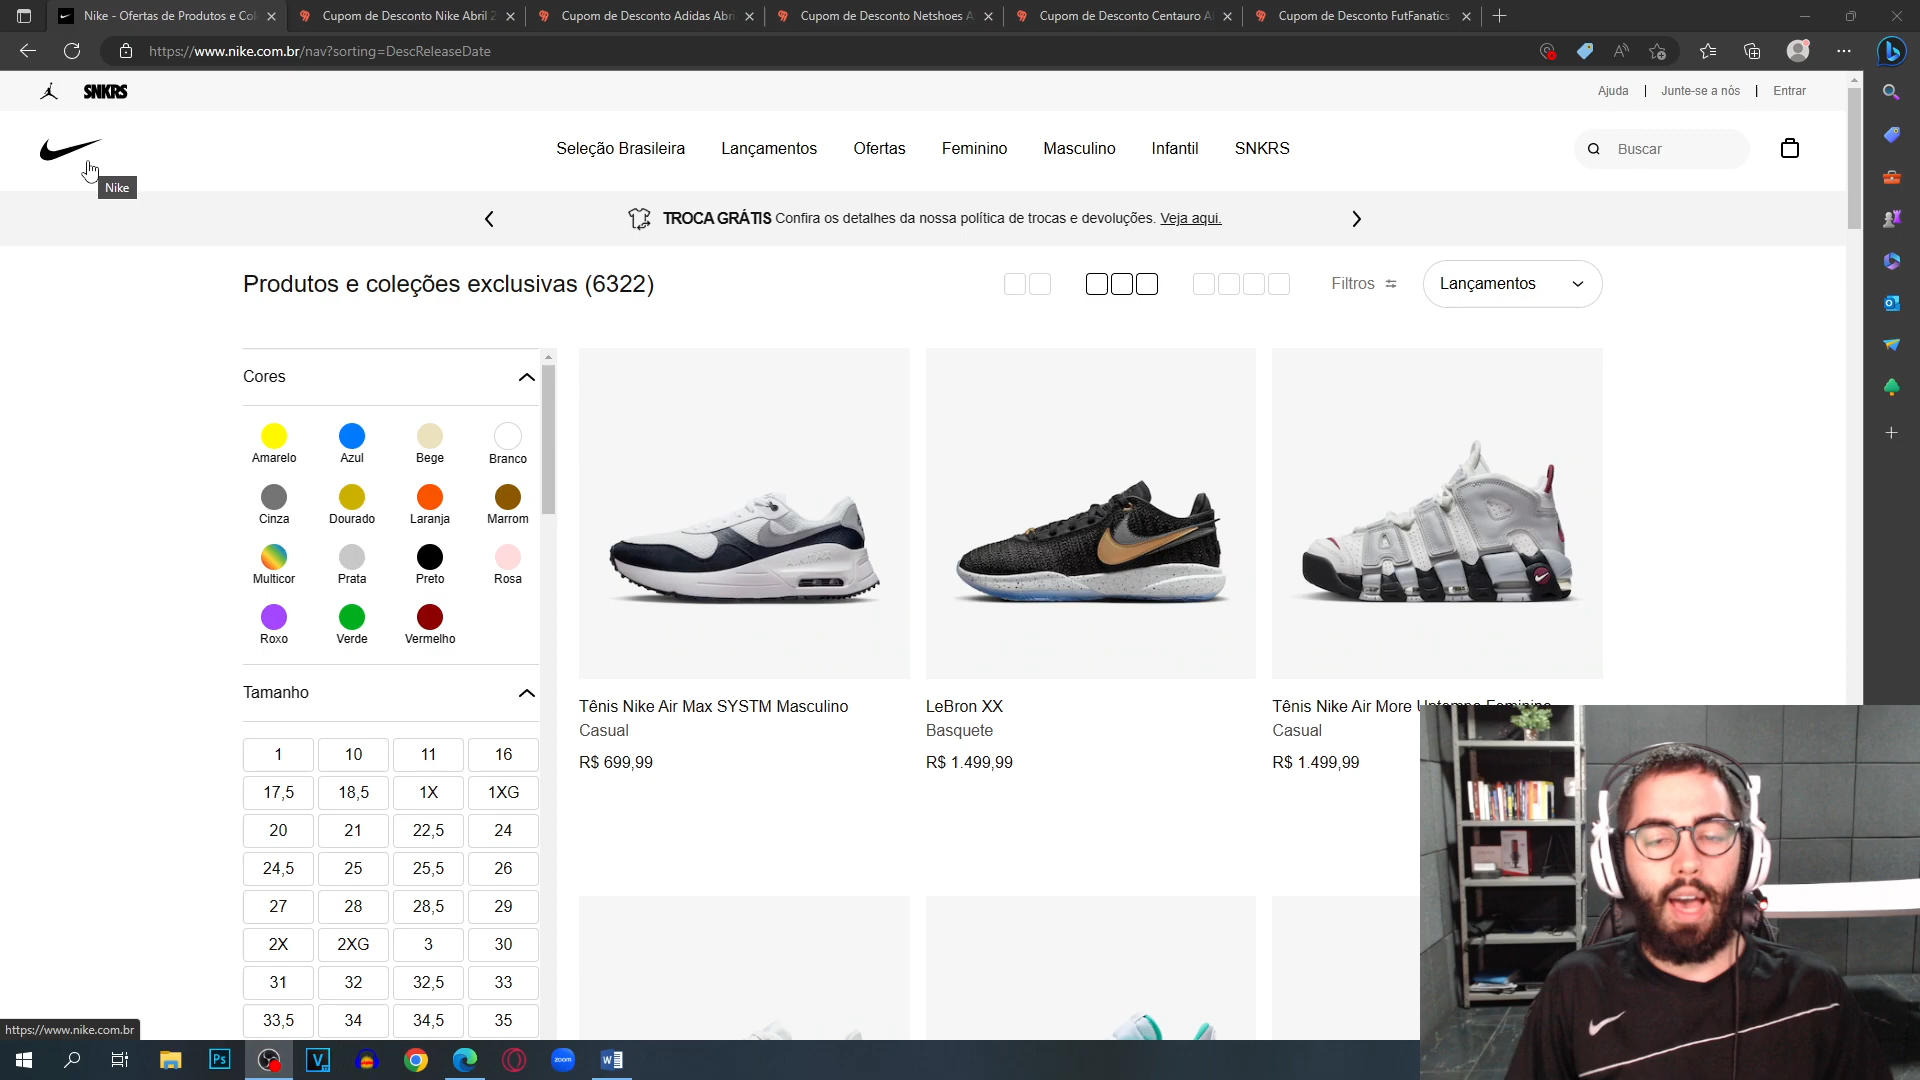 Nike - Ofertas de Produtos e Col
Cupom de Desconto Nike Abril 2
Cupom de Desconto Adidas Abri
Cupom de Desconto Netshoes A
Cupom de Desconto Centauro A
Cupom de Desconto FutFanatics
https://www.nike.com.br/nav?sorting=DescReleaseDate
SNKRS
Ajuda | Junte-se a nós | Entrar
Seleção Brasileira Lançamentos Ofertas Feminino Masculino Infantil SNKRS
Buscar
Nike
TROCA GRÁTIS Confira os detalhes da nossa política de trocas e devoluções. Veja aqui.
Produtos e coleções exclusivas (6322)
Filtros
Lançamentos
Cores
Amarelo Azul Bege Branco
Cinza Dourado Laranja Marrom
Multicor Prata Preto Rosa
Roxo Verde Vermelho
Tamanho
1 10 11 16
17,5 18,5 1X 1XG
20 21 22,5 24
24,5 25 25,5 26
27 28 28,5 29
2X 2XG 3 30
31 32 32,5 33
33,5 34 34,5 35
Tênis Nike Air Max SYSTM Masculino
Casual
R$ 699,99
LeBron XX
Basquete
R$ 1.499,99
Tênis Nike Air More
Casual
R$ 1.499,99
https://www.nike.com.br
Ps
V
zoom
W